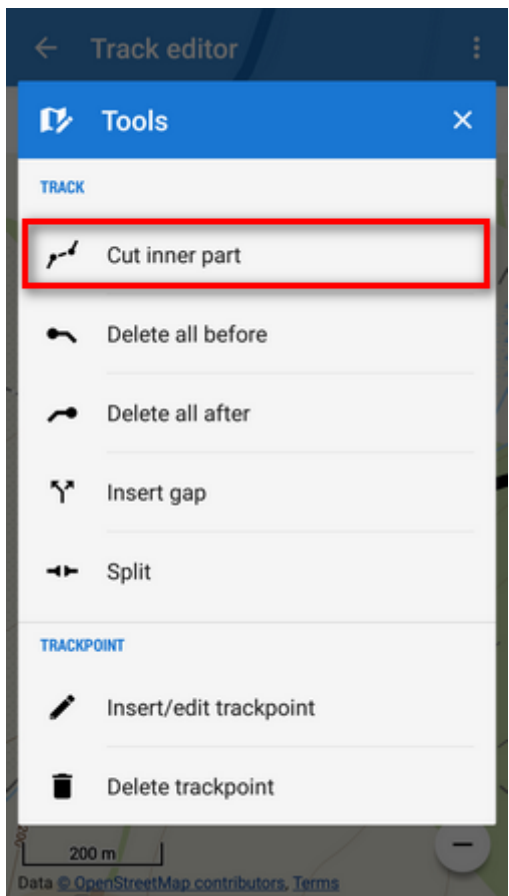 Track editor
Tools
TRACK
Cut inner part
Delete all before
Delete all after
Insert gap
Split
TRACKPOINT
Insert/edit trackpoint
Delete trackpoint
200
200 m
Data © OpenStreetMap contributors, Terms